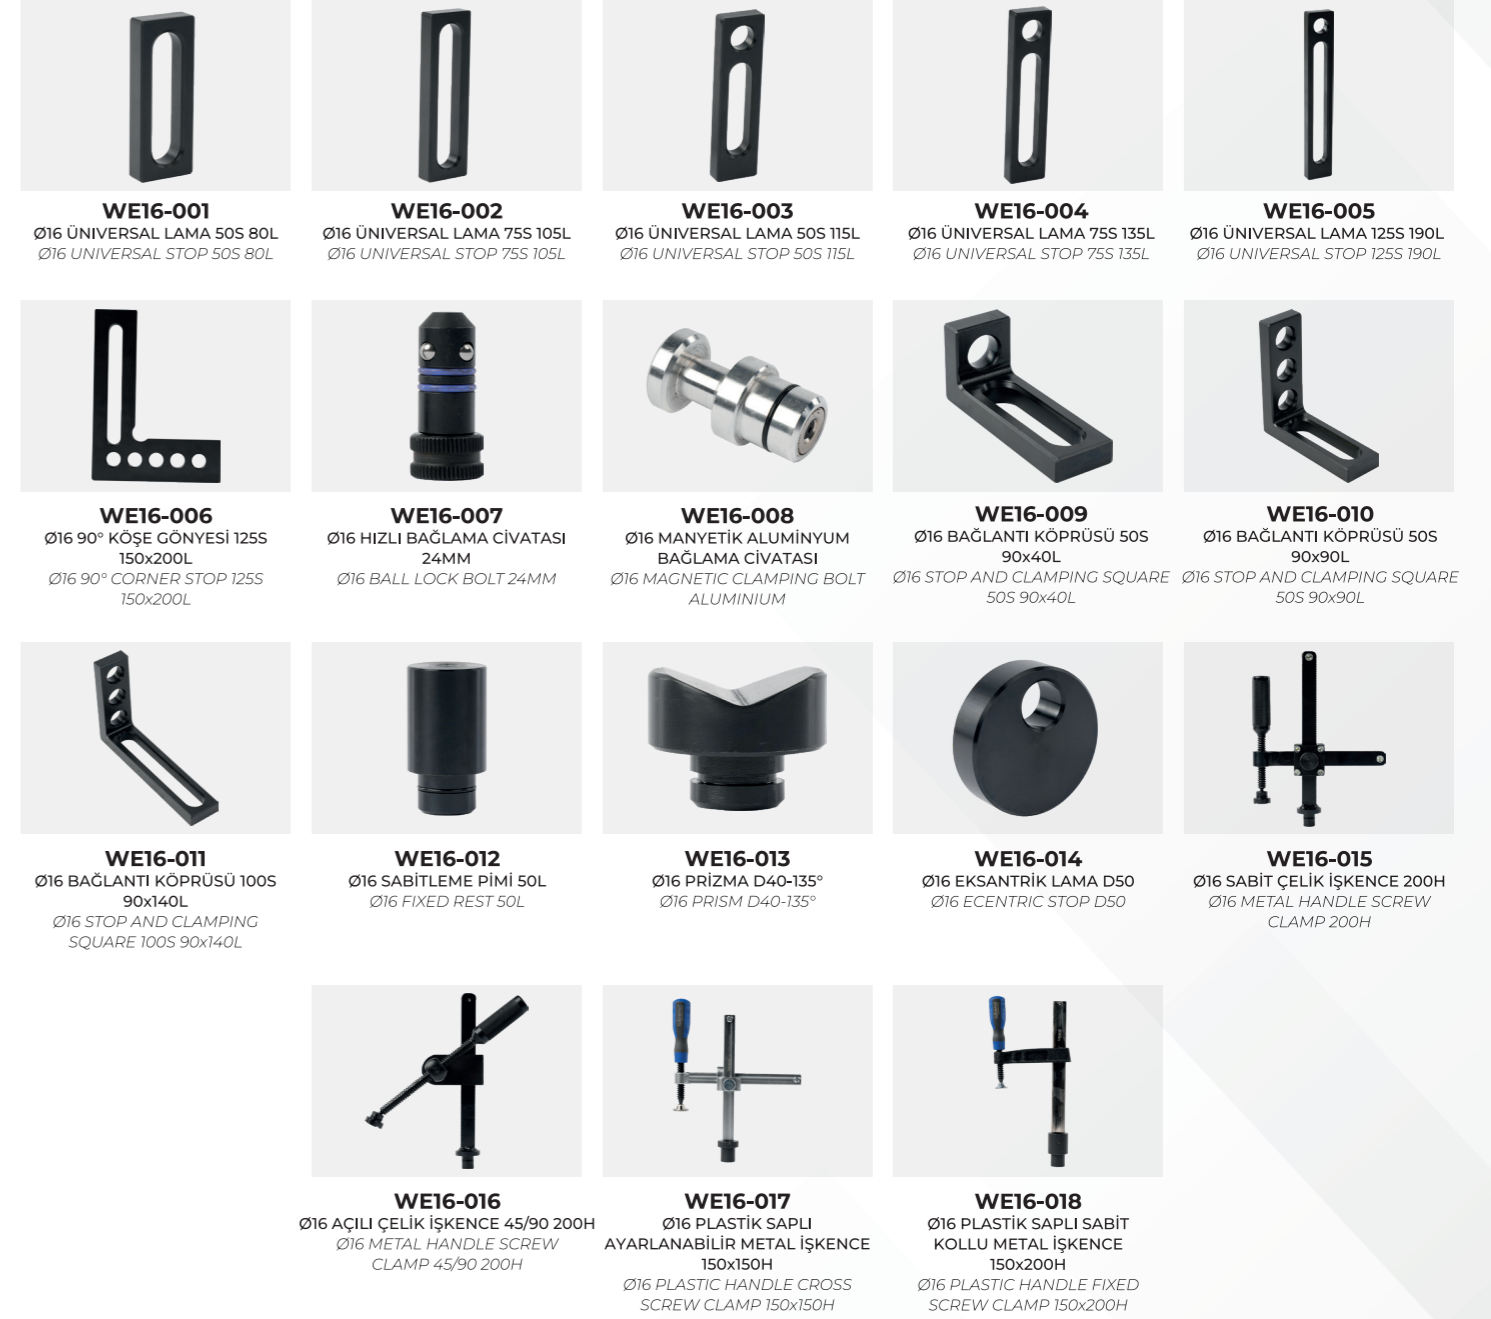 WE16-001
Ø16 ÜNİVERSAL LAMA 50S 80L
Ø16 UNIVERSAL STOP 50S 80L
WE16-002
Ø16 ÜNİVERSAL LAMA 75S 105L
Ø16 UNIVERSAL STOP 75S 105L
WE16-003
Ø16 ÜNİVERSAL LAMA 50S 115L
Ø16 UNIVERSAL STOP 50S 115L
WE16-004
Ø16 ÜNİVERSAL LAMA 75S 135L
Ø16 UNIVERSAL STOP 75S 135L
WE16-005
Ø16 ÜNİVERSAL LAMA 125S 190L
Ø16 UNIVERSAL STOP 125S 190L
WE16-006
Ø16 90° KÖŞE GÖNYESİ 125S
150x200L
Ø16 90° CORNER STOP 125S
150x200L
WE16-007
Ø16 HIZLI BAĞLAMA CİVATASI
24MM
Ø16 BALL LOCK BOLT 24MM
WE16-008
Ø16 MANYETİK ALUMİNYUM
BAĞLAMA CİVATASI
Ø16 MAGNETIC CLAMPING BOLT
ALUMINIUM
WE16-009
Ø16 BAĞLANTI KÖPRÜSÜ 50S
90x40L
Ø16 STOP AND CLAMPING SQUARE
50S 90x40L
WE16-010
Ø16 BAĞLANTI KÖPRÜSÜ 50S
90x90L
Ø16 STOP AND CLAMPING SQUARE
50S 90x90L
WE16-011
Ø16 BAĞLANTI KÖPRÜSÜ 100S
90x140L
Ø16 STOP AND CLAMPING
SQUARE 100S 90x140L
WE16-012
Ø16 SABİTLEME PİMİ 50L
Ø16 FIXED REST 50L
WE16-013
Ø16 PRİZMA D40-135°
Ø16 PRISM D40-135°
WE16-014
Ø16 EKSANTRİK LAMA D50
Ø16 ECENTRIC STOP D50
WE16-015
Ø16 SABİT ÇELİK İŞKENCE 200H
Ø16 METAL HANDLE SCREW
CLAMP 200H
WE16-016
Ø16 AÇILI ÇELİK İŞKENCE 45/90 200H
Ø16 METAL HANDLE SCREW
CLAMP 45/90 200H
WE16-017
Ø16 PLASTİK SAPLI
AYARLANABİLİR METAL İŞKENCE
150x150H
Ø16 PLASTIC HANDLE CROSS
SCREW CLAMP 150x150H
WE16-018
Ø16 PLASTİK SAPLI SABİT
KOLLU METAL İŞKENCE
150x200H
Ø16 PLASTIC HANDLE FIXED
SCREW CLAMP 150x200H